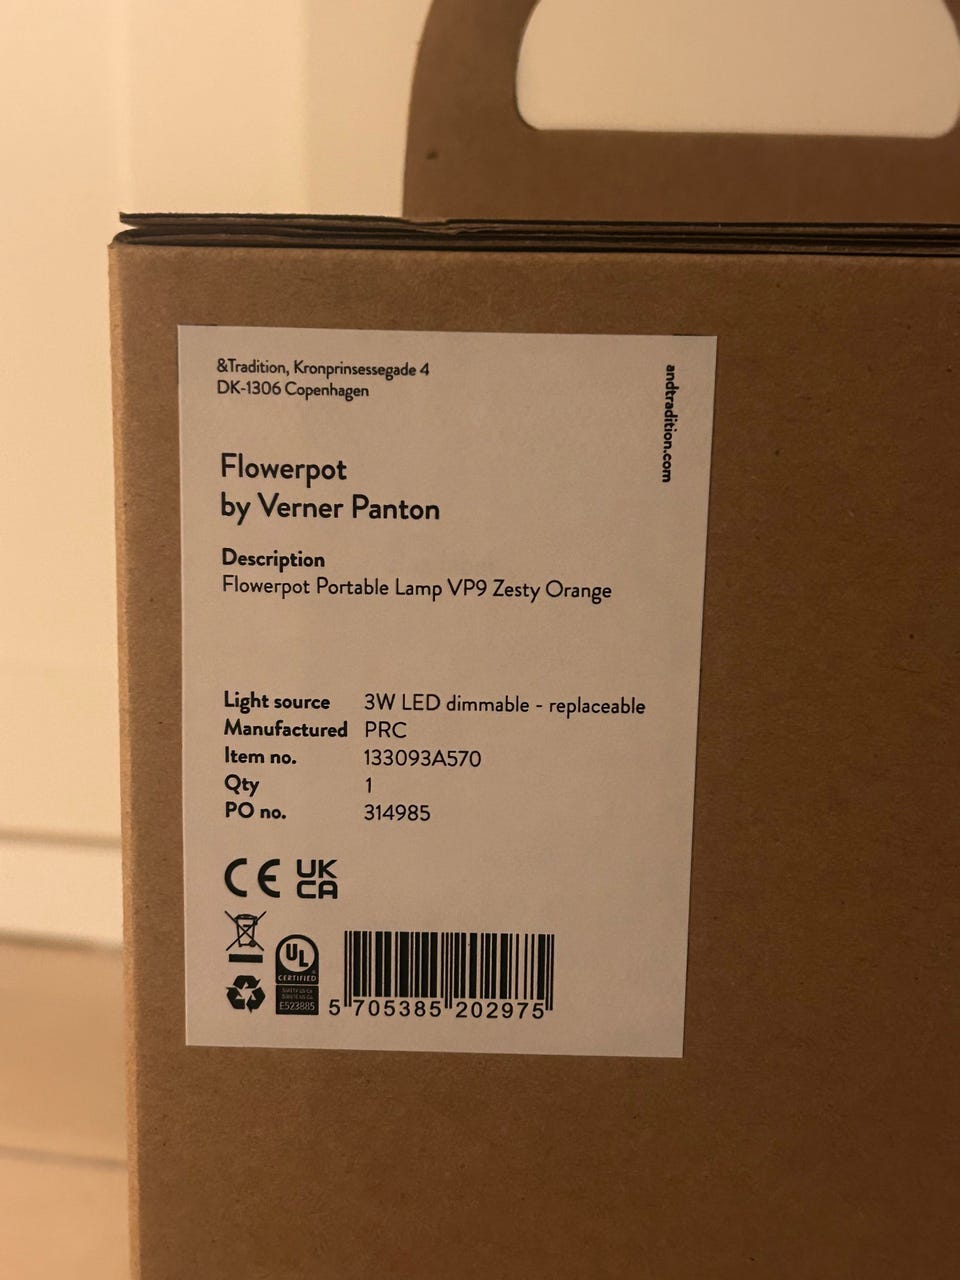 &Tradition, Kronprinsessegade 4
DK-1306 Copenhagen
andtradition.com
Flowerpot
by Verner Panton
Description
Flowerpot Portable Lamp VP9 Zesty Orange
Light source 3W LED dimmable - replaceable
Manufactured PRC
Item no. 133093A570
Qty 1
PO no. 314985
CE UK
CA
UL
CERTIFIED
E523885
5 705385 202975